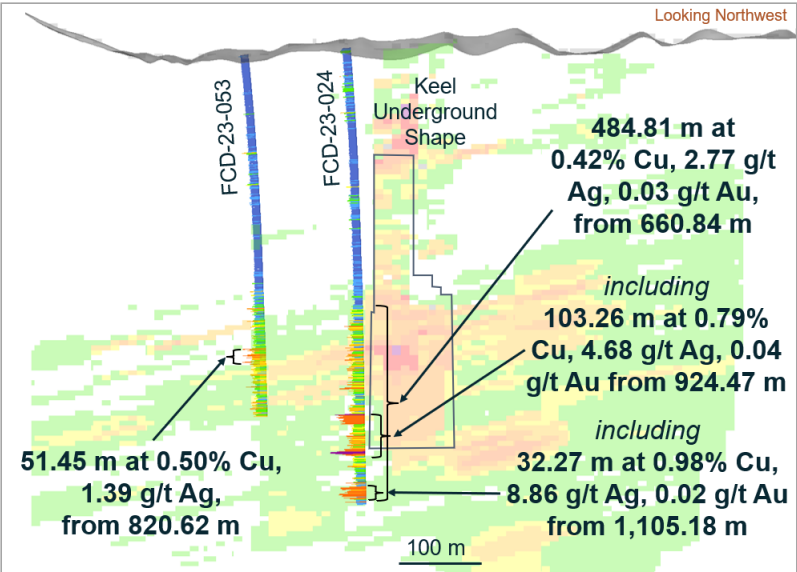 Looking Northwest
FCD-23-053
FCD-23-024
Keel
Underground
Shape
484.81 m at
0.42% Cu, 2.77 g/t
Ag, 0.03 g/t Au,
from 660.84 m
including
103.26 m at 0.79%
Cu, 4.68 g/t Ag, 0.04
g/t Au from 924.47 m
including
32.27 m at 0.98% Cu,
8.86 g/t Ag, 0.02 g/t Au
from 1,105.18 m
51.45 m at 0.50% Cu,
1.39 g/t Ag,
from 820.62 m
100 m